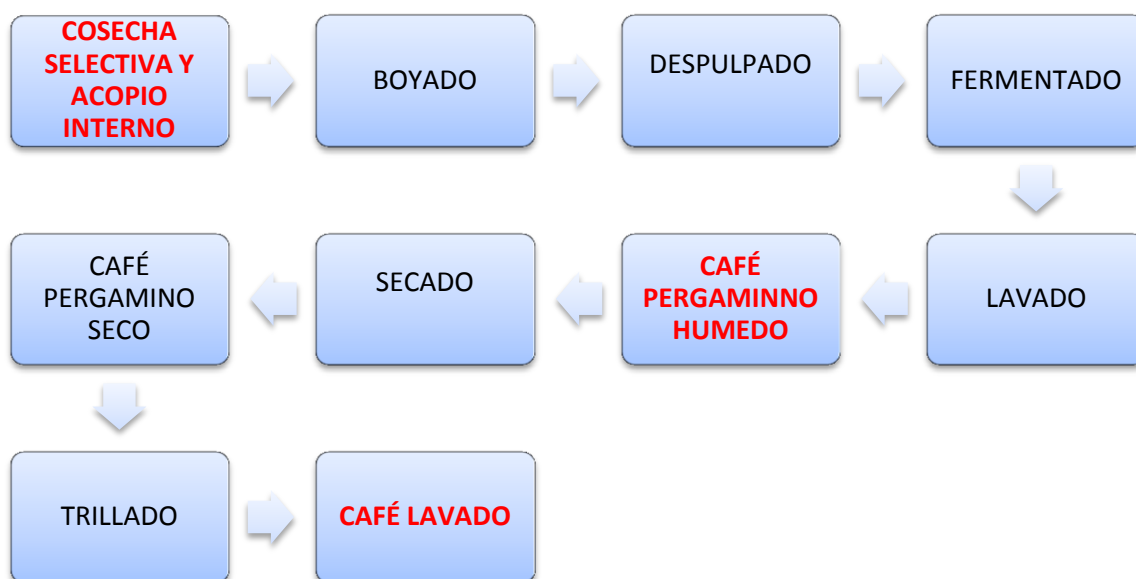 COSECHA
SELECTIVA Y
ACOPIO
INTERNO
BOYADO
DESPULPADO
FERMENTADO
LAVADO
CAFÉ
PERGAMINNO
HUMEDO
SECADO
CAFÉ
PERGAMINO
SECO
TRILLADO
CAFÉ LAVADO